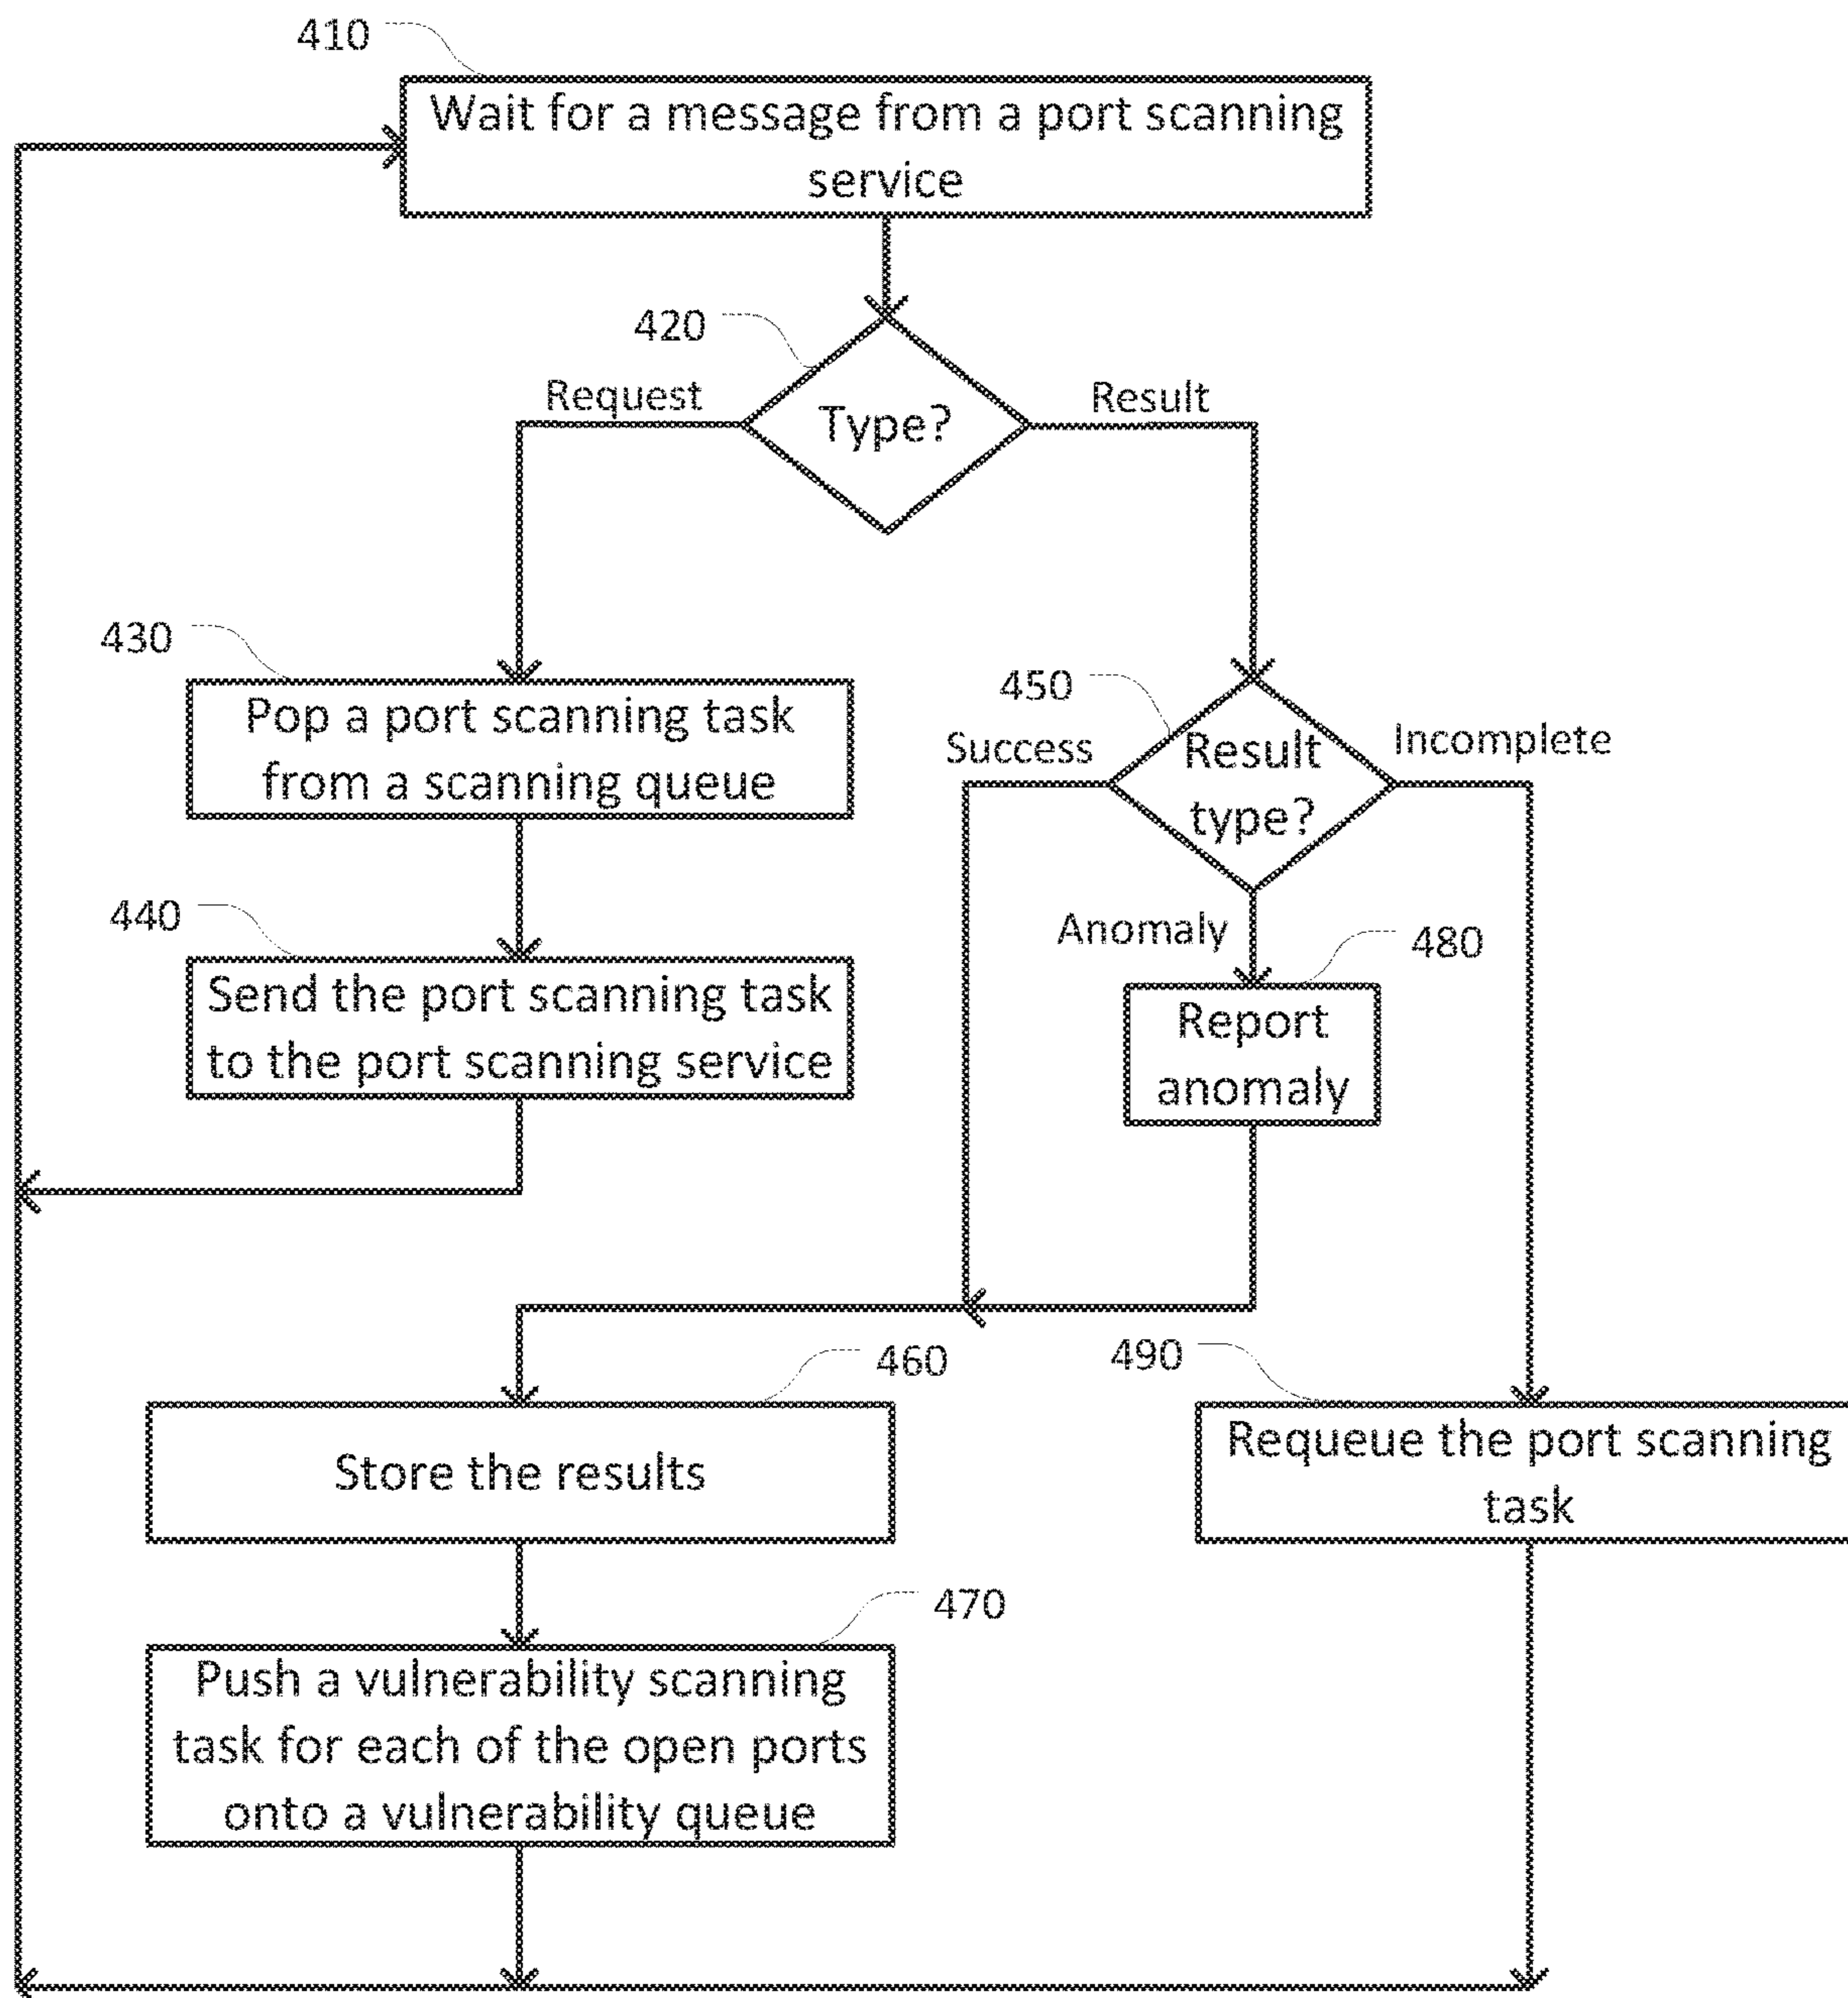 410
Wait for a message from a port scanning
service
420
Request
Type?
Result
430
Pop a port scanning task
from a scanning queue
450
Success
Result
type?
Incomplete
440
Send the port scanning task
to the port scanning service
Anomaly
480
Report
anomaly
460
Store the results
490
Requeue the port scanning
task
470
Push a vulnerability scanning
task for each of the open ports
onto a vulnerability queue